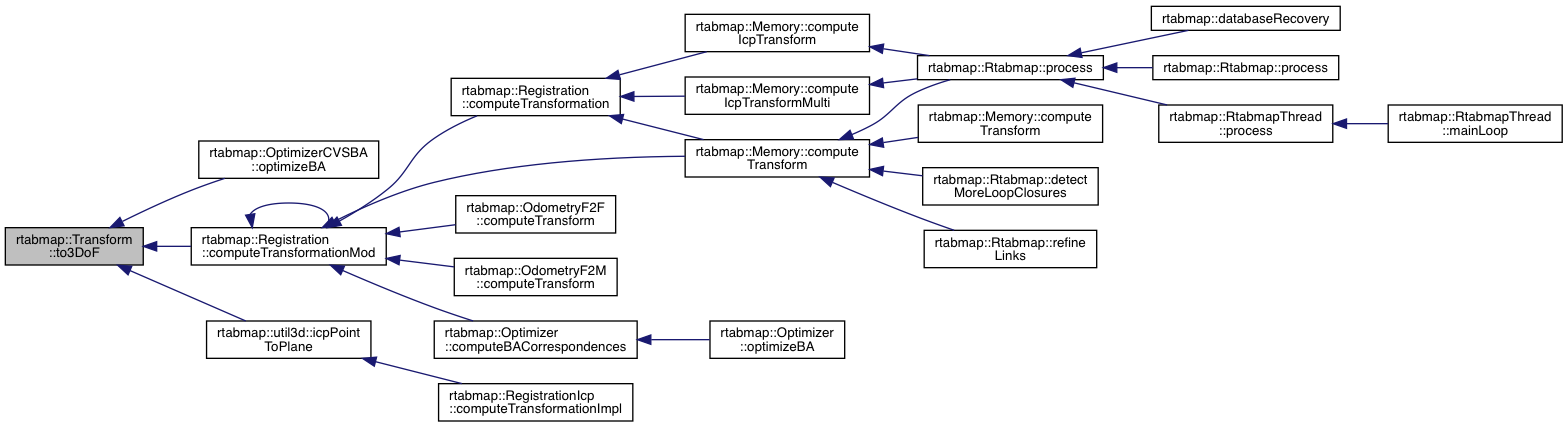 rtabmap::Transform
::to3DoF
rtabmap::OptimizerCVSBA
::optimizeBA
rtabmap::Registration
::computeTransformationMod
rtabmap::util3d::icpPoint
ToPlane
rtabmap::Registration
::computeTransformation
rtabmap::OdometryF2F
::computeTransform
rtabmap::OdometryF2M
::computeTransform
rtabmap::Optimizer
::computeBACorrespondences
rtabmap::RegistrationIcp
::computeTransformationImpl
rtabmap::Memory::compute
IcpTransform
rtabmap::Memory::compute
IcpTransformMulti
rtabmap::Memory::compute
Transform
rtabmap::Optimizer
::optimizeBA
rtabmap::Rtabmap::process
rtabmap::Memory::compute
Transform
rtabmap::Rtabmap::detect
MoreLoopClosures
rtabmap::Rtabmap::refine
Links
rtabmap::databaseRecovery
rtabmap::Rtabmap::process
rtabmap::RtabmapThread
::process
rtabmap::RtabmapThread
::mainLoop